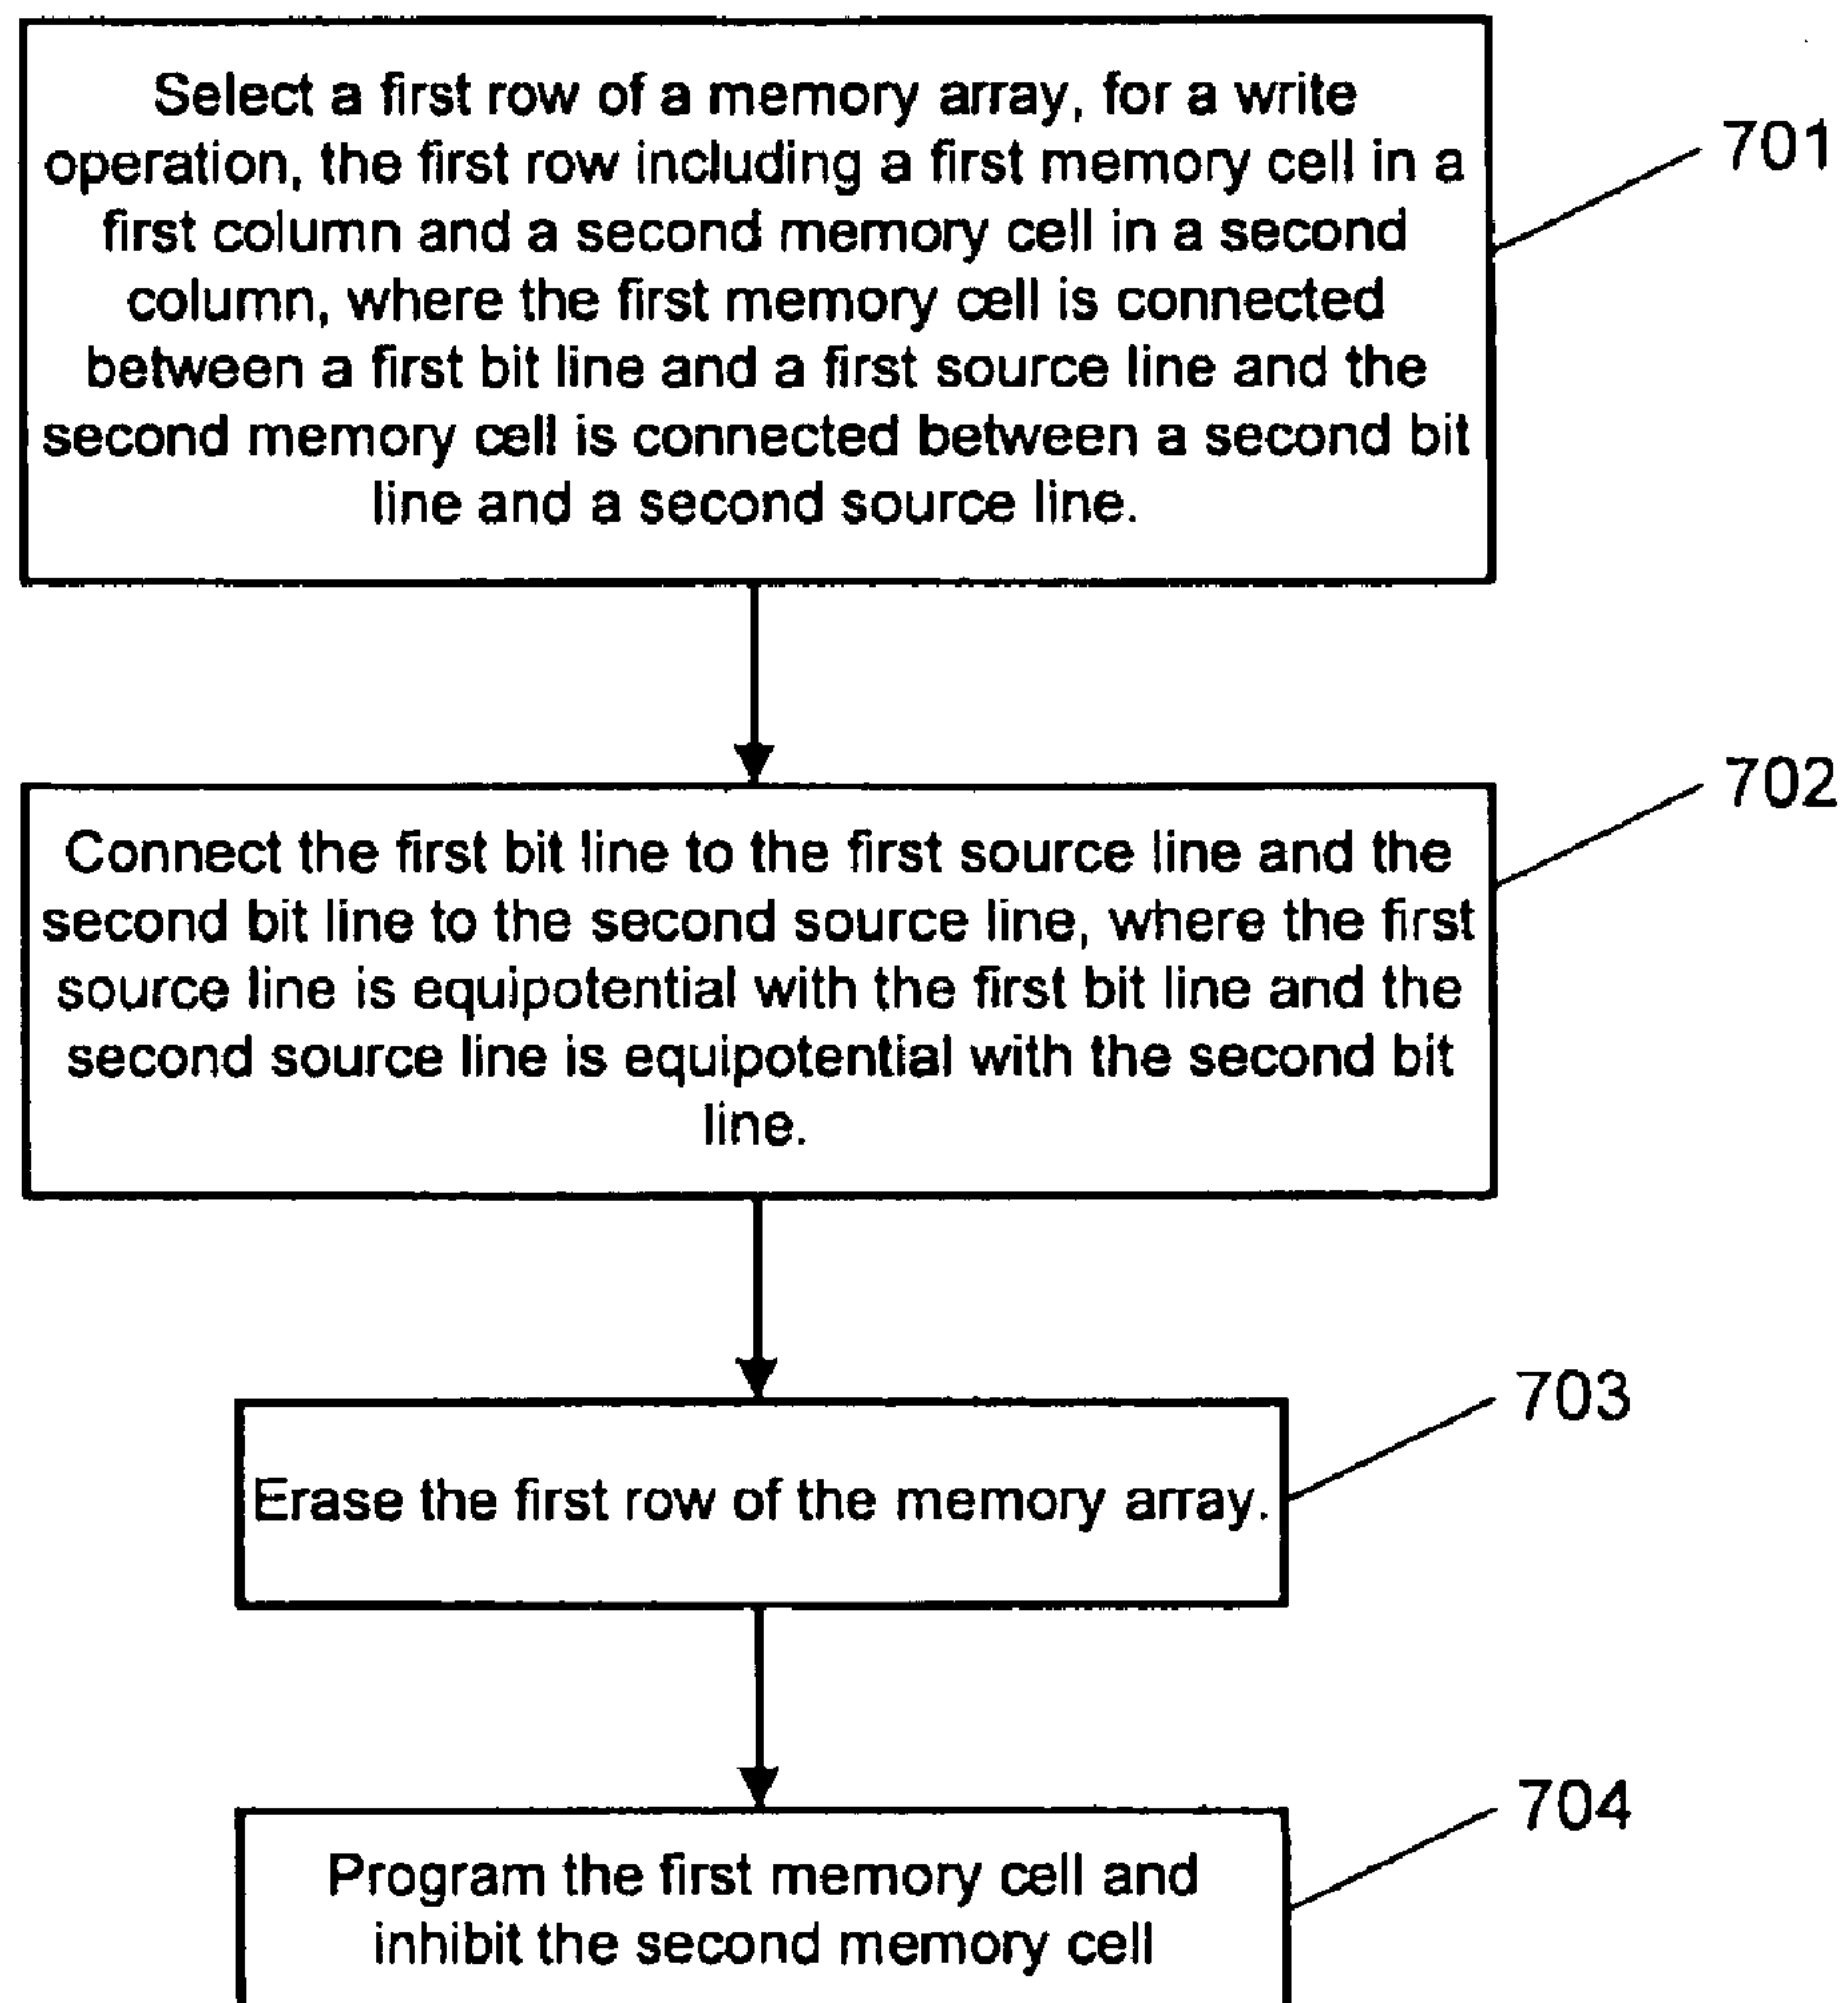 Select a first row of a memory array, for a write
operation, the first row including a first memory cell in a
first column and a second memory cell in a second
column, where the first memory cell is connected
between a first bit line and a first source line and the
second memory cell is connected between a second bit
line and a second source line.
701
Connect the first bit line to the first source line and the
second bit line to the second source line, where the first
source line is equipotential with the first bit line and the
second source line is equipotential with the second bit
line.
702
Erase the first row of the memory array.
703
Program the first memory cell and
inhibit the second memory cell
704